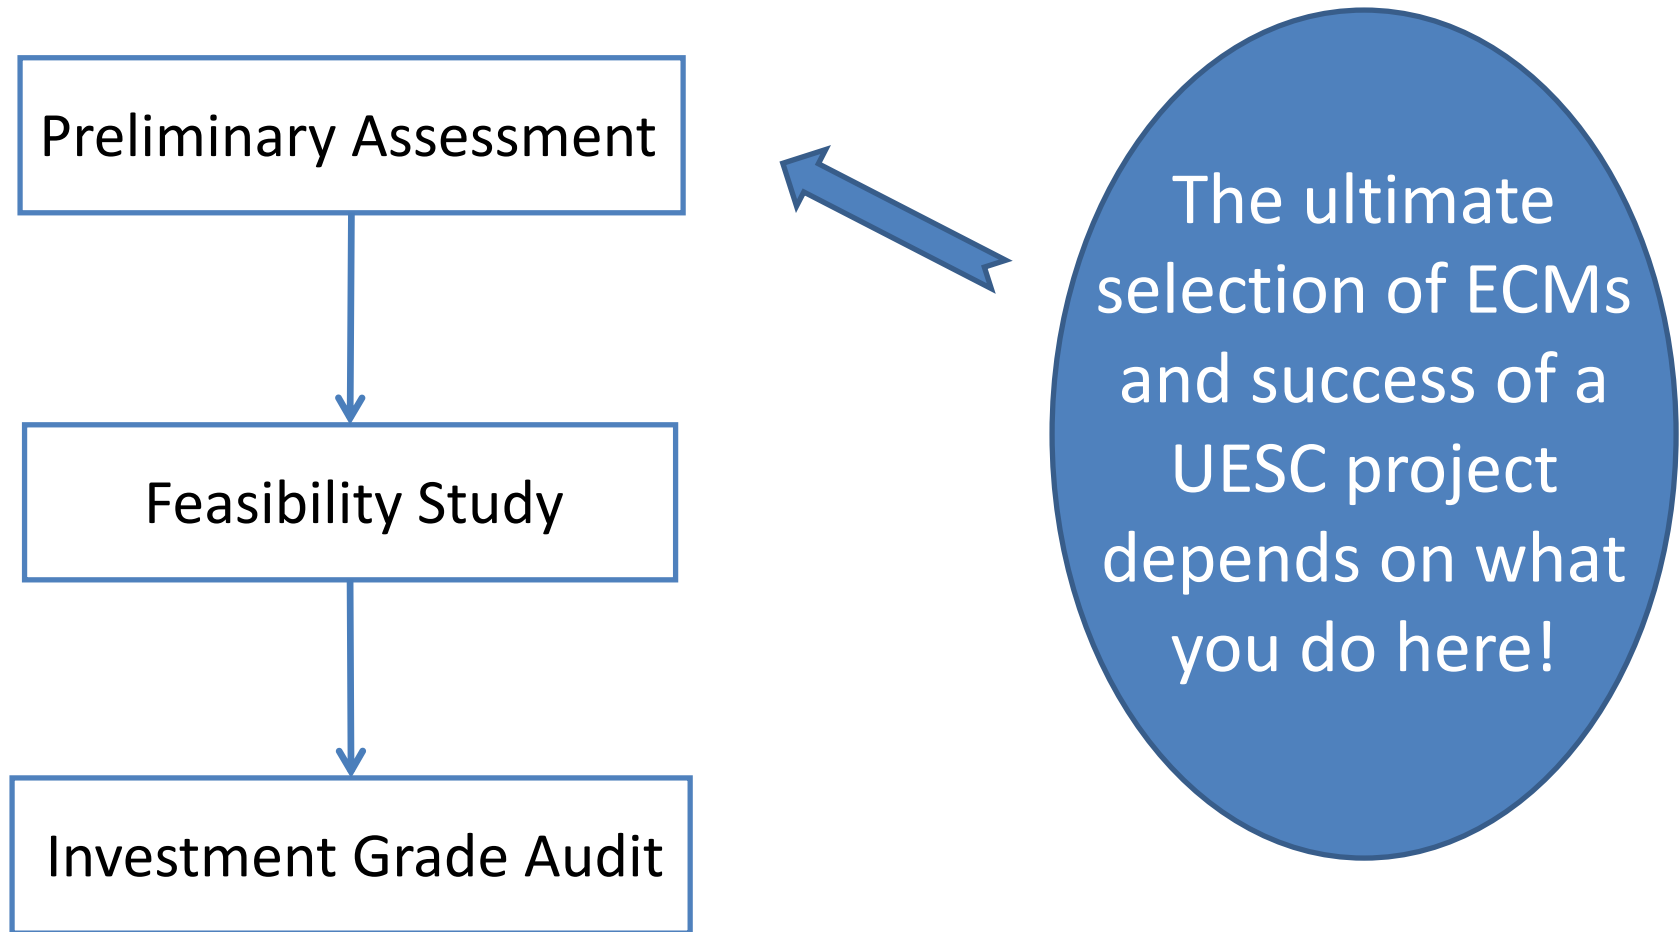 Preliminary Assessment
Feasibility Study
Investment Grade Audit
The ultimate
selection of ECMs
and success of a
UESC project
depends on what
you do here!